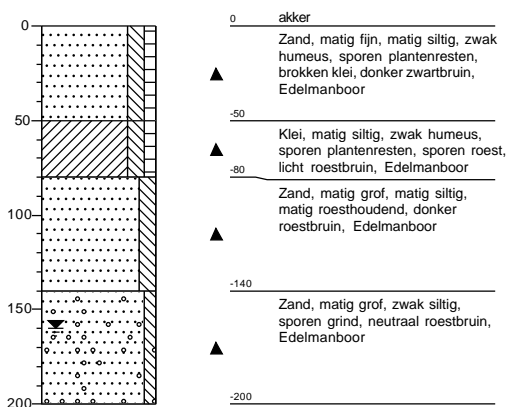 0
50
100
150
200
0 akker
Zand, matig fijn, matig siltig, zwak
humeus, sporen plantenresten,
brokken klei, donker zwartbruin,
Edelmanboor
-50
Klei, matig siltig, zwak humeus,
sporen plantenresten, sporen roest,
licht roestbruin, Edelmanboor
-80
Zand, matig grof, matig siltig,
matig roesthoudend, donker
roestbruin, Edelmanboor
-140
Zand, matig grof, zwak siltig,
sporen grind, neutraal roestbruin,
Edelmanboor
-200